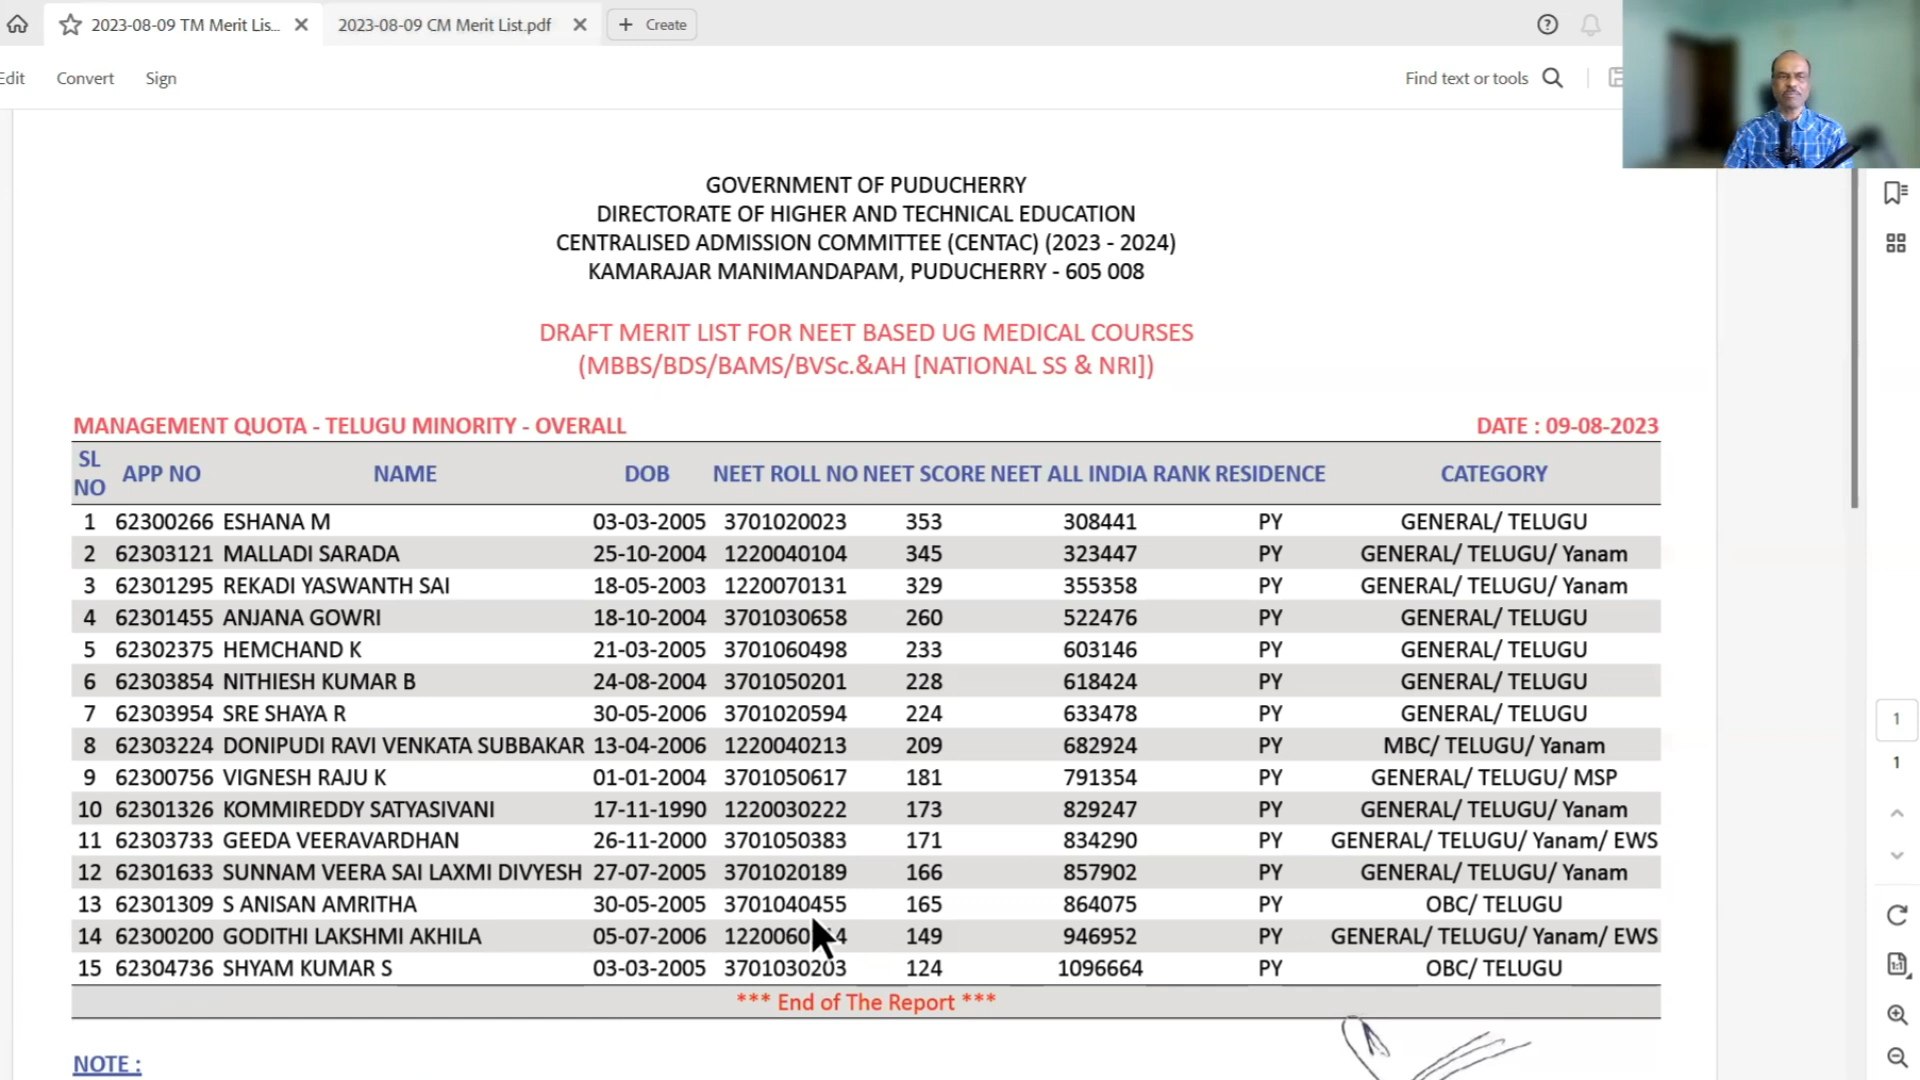 2023-08-09 TM Merit Lis...
2023-08-09 CM Merit List.pdf
Create
Edit
Convert
Sign
Find text or tools
GOVERNMENT OF PUDUCHERRY
DIRECTORATE OF HIGHER AND TECHNICAL EDUCATION
CENTRALISED ADMISSION COMMITTEE (CENTAC) (2023 - 2024)
KAMARAJAR MANIMANDAPAM, PUDUCHERRY - 605 008
DRAFT MERIT LIST FOR NEET BASED UG MEDICAL COURSES
(MBBS/BDS/BAMS/BVSc.&AH [NATIONAL SS & NRI])
MANAGEMENT QUOTA - TELUGU MINORITY - OVERALL DATE : 09-08-2023
SL NO APP NO NAME DOB NEET ROLL NO NEET SCORE NEET ALL INDIA RANK RESIDENCE CATEGORY
1 62300266 ESHANA M 03-03-2005 3701020023 353 308441 PY GENERAL/ TELUGU
2 62303121 MALLADI SARADA 25-10-2004 1220040104 345 323447 PY GENERAL/ TELUGU/ Yanam
3 62301295 REKADI YASWANTH SAI 18-05-2003 1220070131 329 355358 PY GENERAL/ TELUGU/ Yanam
4 62301455 ANJANA GOWRI 18-10-2004 3701030658 260 522476 PY GENERAL/ TELUGU
5 62302375 HEMCHAND K 21-03-2005 3701060498 233 603146 PY GENERAL/ TELUGU
6 62303854 NITHIESH KUMAR B 24-08-2004 3701050201 228 618424 PY GENERAL/ TELUGU
7 62303954 SRE SHAYA R 30-05-2006 3701020594 224 633478 PY GENERAL/ TELUGU
8 62303224 DONIPUDI RAVI VENKATA SUBBAKAR 13-04-2006 1220040213 209 682924 PY MBC/ TELUGU/ Yanam
9 62300756 VIGNESH RAJU K 01-01-2004 3701050617 181 791354 PY GENERAL/ TELUGU/ MSP
10 62301326 KOMMIREDDY SATYASIVANI 17-11-1990 1220030222 173 829247 PY GENERAL/ TELUGU/ Yanam
11 62303733 GEEDA VEERAVARDHAN 26-11-2000 3701050383 171 834290 PY GENERAL/ TELUGU/ Yanam/ EWS
12 62301633 SUNNAM VEERA SAI LAXMI DIVYESH 27-07-2005 3701020189 166 857902 PY GENERAL/ TELUGU/ Yanam
13 62301309 S ANISAN AMRITHA 30-05-2005 3701040455 165 864075 PY OBC/ TELUGU
14 62300200 GODITHI LAKSHMI AKHILA 05-07-2006 149 946952 PY GENERAL/ TELUGU/ Yanam/ EWS
15 62304736 SHYAM KUMAR S 03-03-2005 3701030203 124 1096664 PY OBC/ TELUGU
*** End of The Report ***
NOTE :
1
1